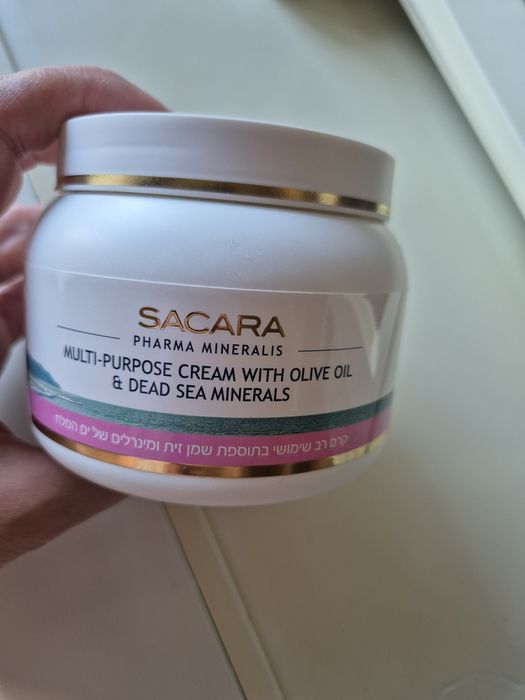 SACARA
PHARMA MINERALIS
MULTI-PURPOSE CREAM WITH OLIVE OIL
& DEAD SEA MINERALS
קרם רב שימושי בתוספת שמן זית ומינרלים של ים המלח